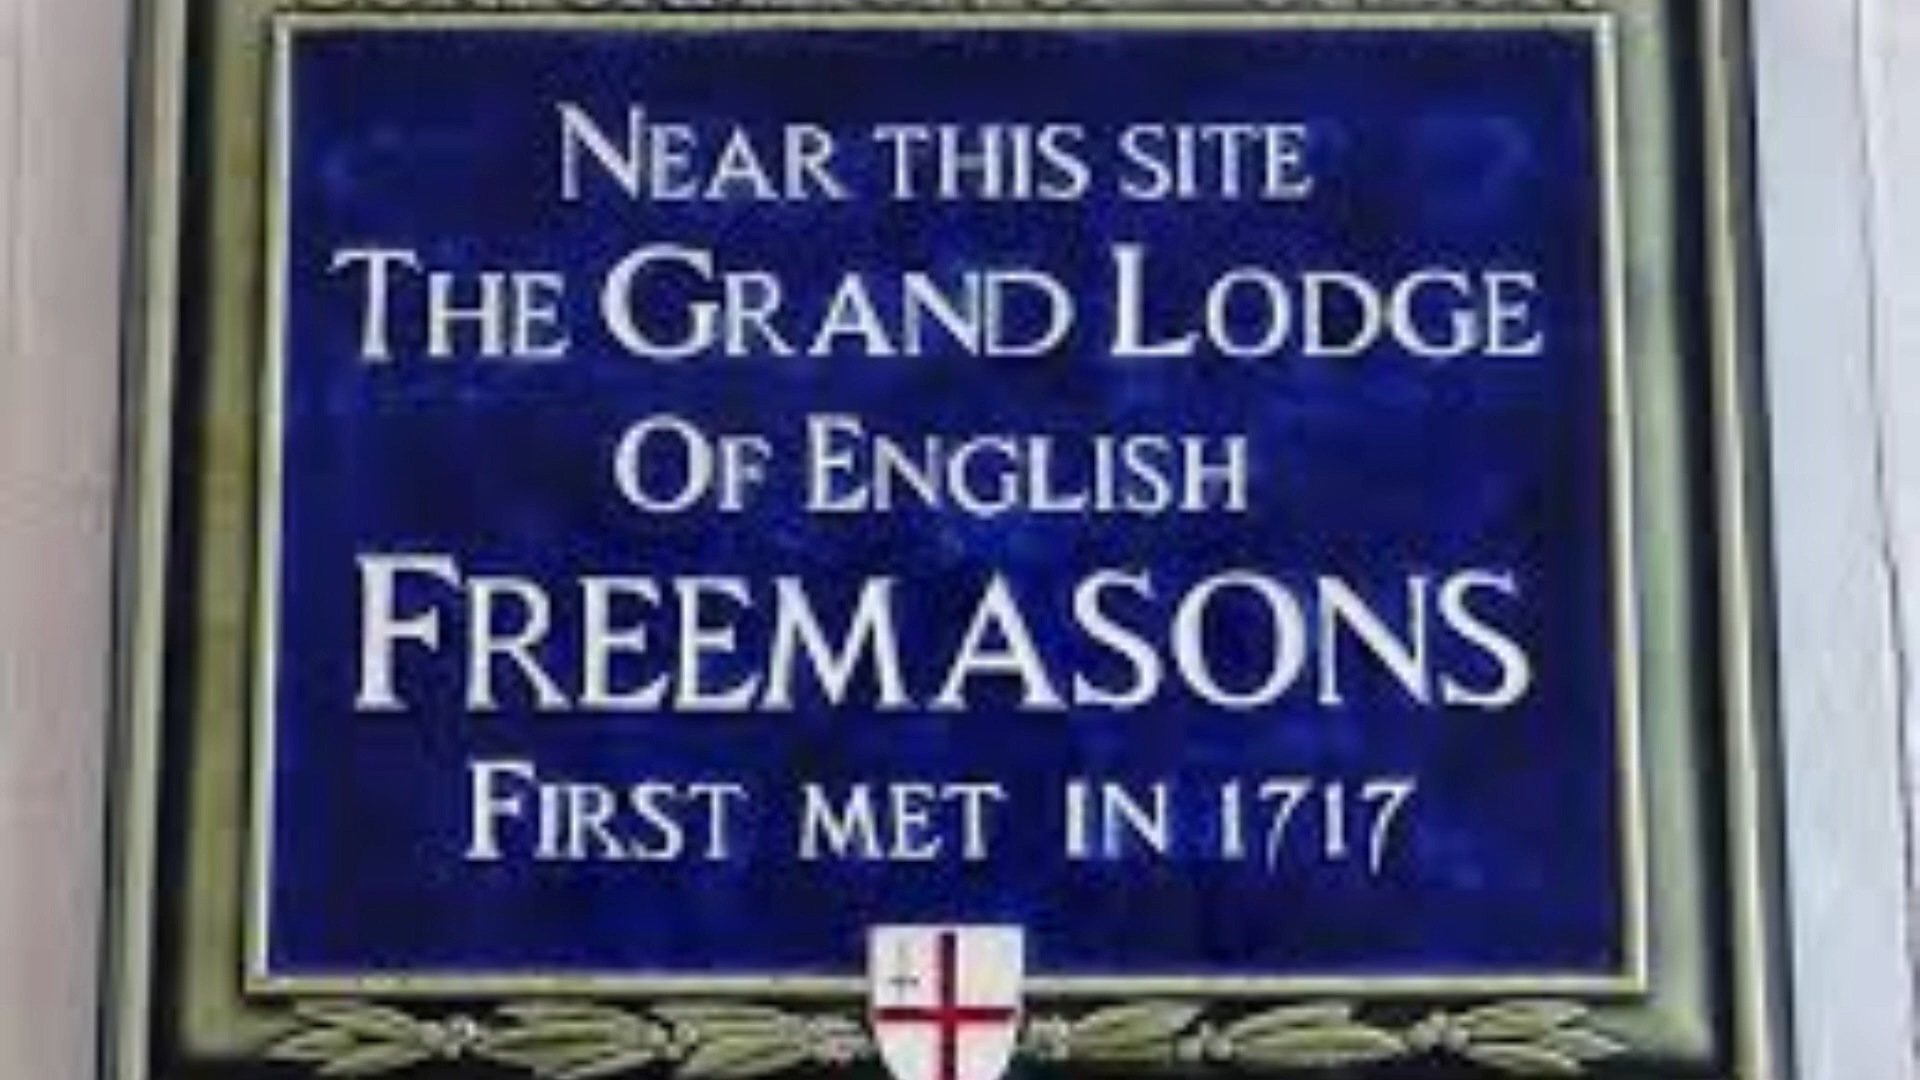 NEAR THIS SITE
THE GRAND LODGE
OF ENGLISH
FREEMASONS
FIRST MET IN 1717